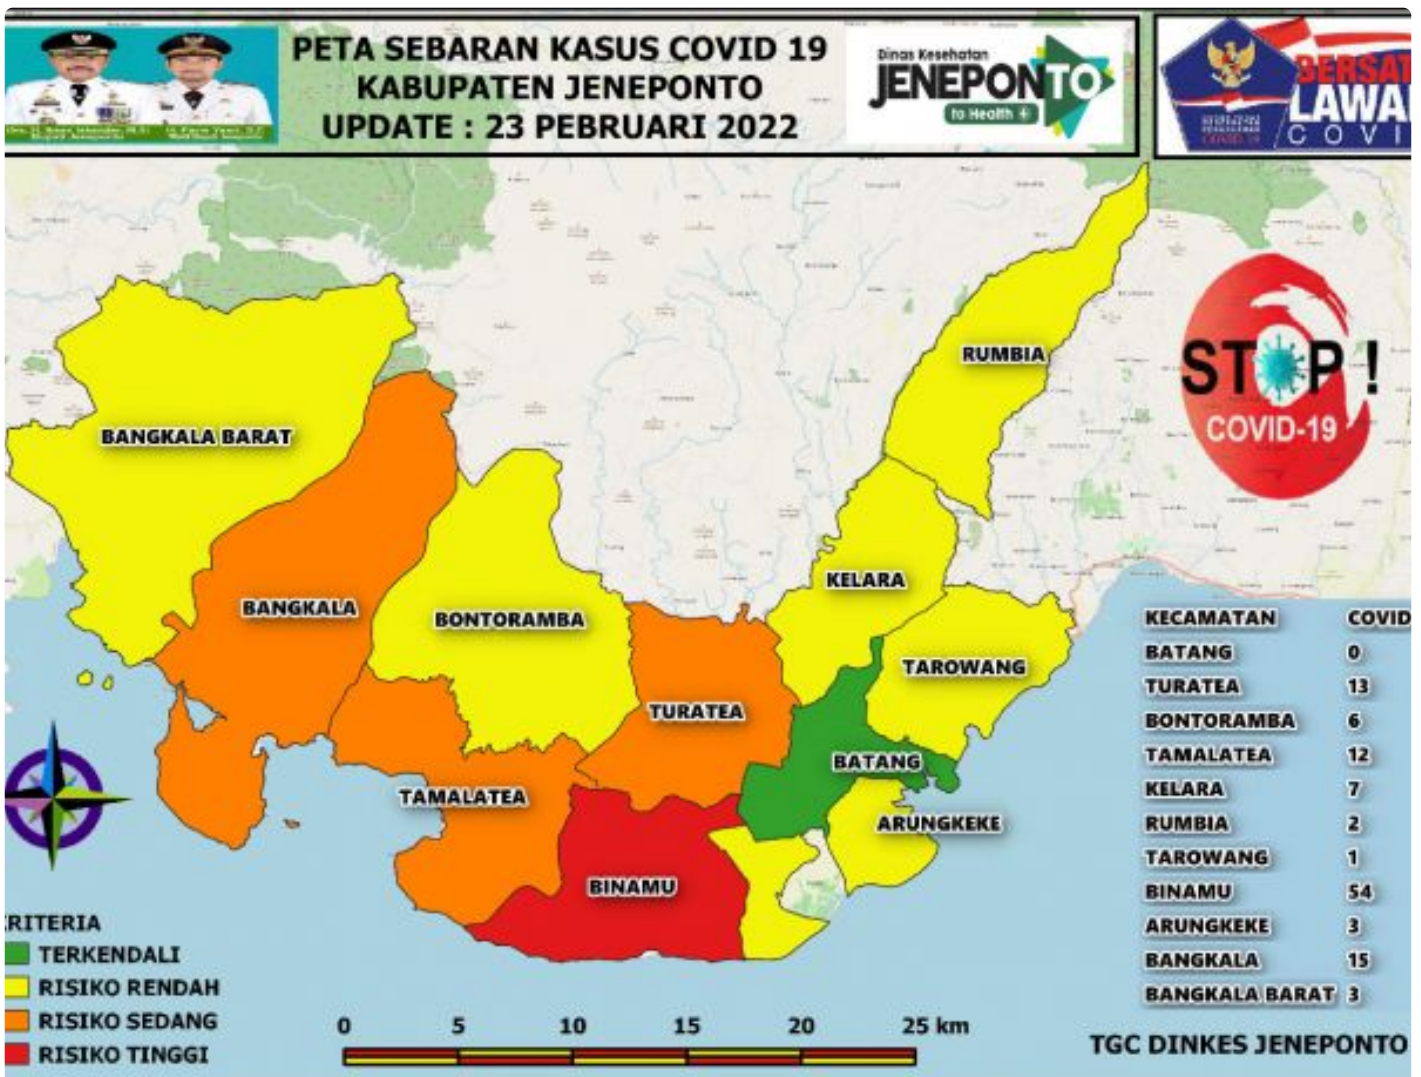 PETA SEBARAN KASUS COVID 19
KABUPATEN JENEPONTO
UPDATE : 23 PEBRUARI 2022
Dinas Kesehatan
JENEPONTO
to Health +
BERSAT
LAWA
COVI
STOP !
COVID-19
RUMBIA
BANGKALA BARAT
KELARA
BANGKALA
BONTORAMBA
TAROWANG
TURATEA
BATANG
TAMALATEA
ARUNGKEKE
BINAMU
KECAMATAN COVID
BATANG 0
TURATEA 13
BONTORAMBA 6
TAMALATEA 12
KELARA 7
RUMBIA 2
TAROWANG 1
BINAMU 54
ARUNGKEKE 3
BANGKALA 15
BANGKALA BARAT 3
RITERIA
TERKENDALI
RISIKO RENDAH
RISIKO SEDANG
RISIKO TINGGI
0 5 10 15 20 25 km
TGC DINKES JENEPONTO